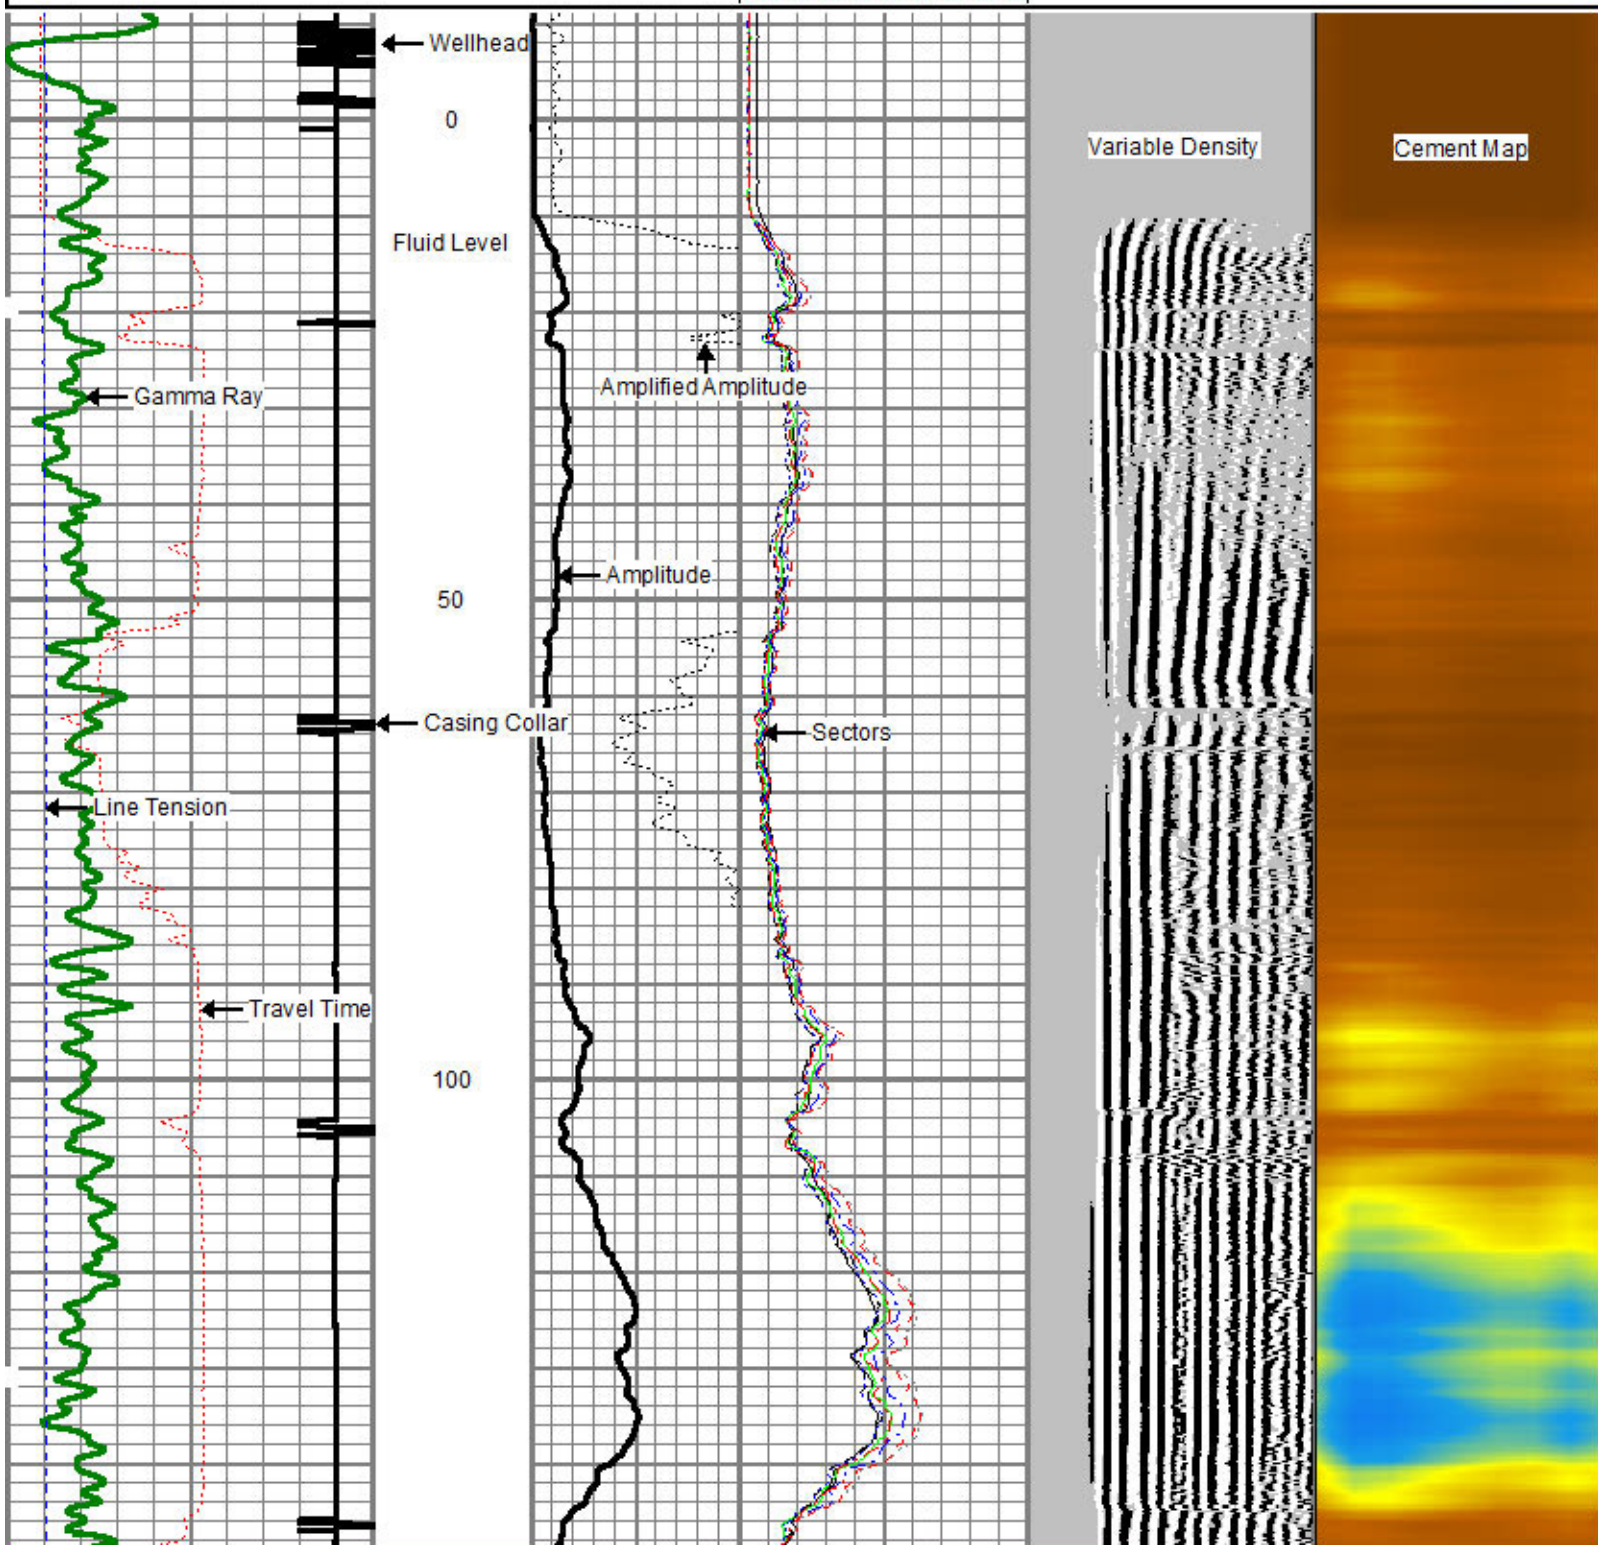 Wellhead
0
Variable Density
Cement Map
Fluid Level
Amplified Amplitude
Gamma Ray
Amplitude
50
Casing Collar
Sectors
Line Tension
Travel Time
100